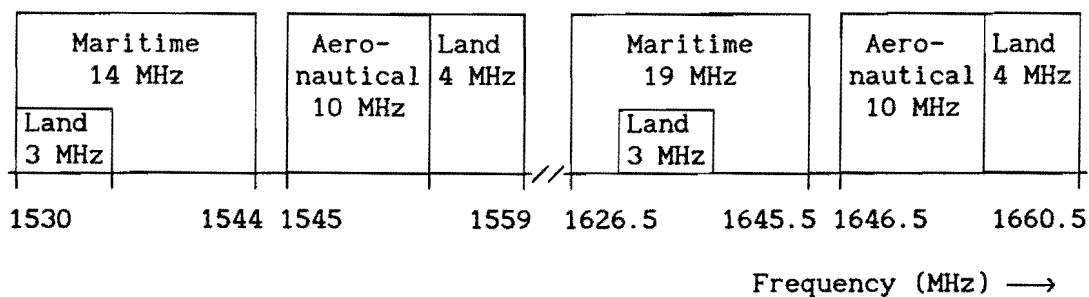 Maritime
14 MHz
Land
3 MHz
Aero-
nautical
10 MHz
Land
4 MHz
Maritime
19 MHz
Land
3 MHz
Aero-
nautical
10 MHz
Land
4 MHz
1530 1544 1545 1559 1626.5 1645.5 1646.5 1660.5
Frequency (MHz) →